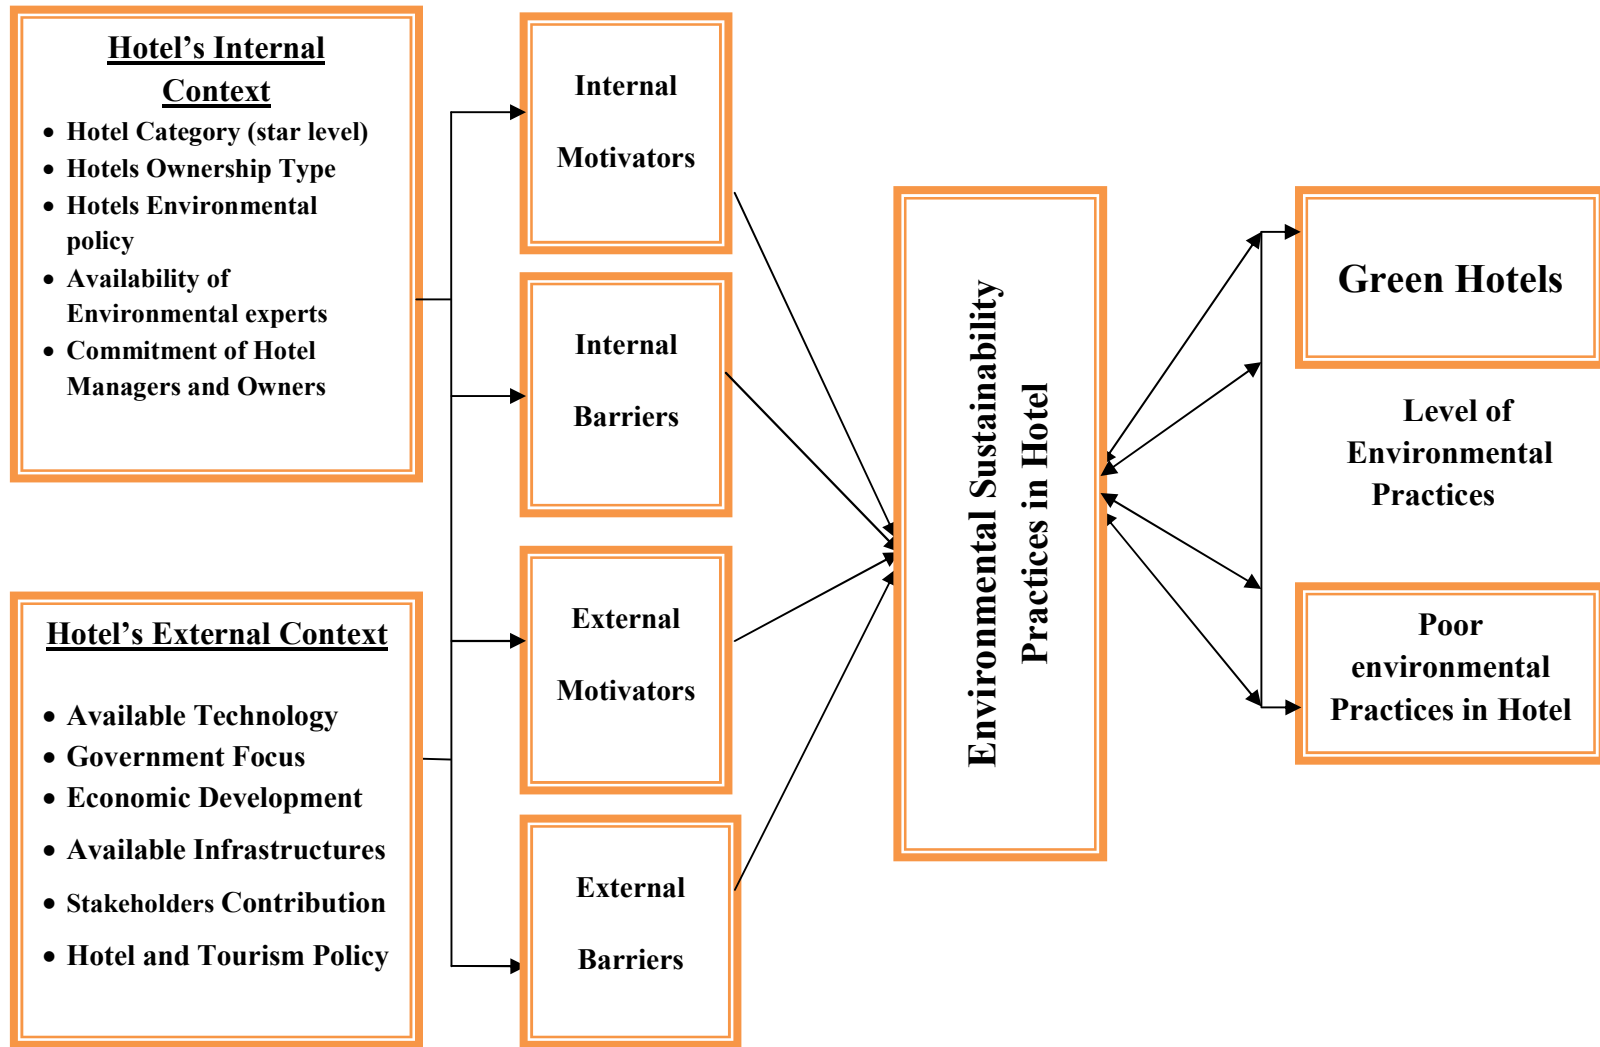 Hotel’s Internal
Context
• Hotel Category (star level)
• Hotels Ownership Type
• Hotels Environmental
policy
• Availability of
Environmental experts
• Commitment of Hotel
Managers and Owners
Hotel’s External Context
• Available Technology
• Government Focus
• Economic Development
• Available Infrastructures
• Stakeholders Contribution
• Hotel and Tourism Policy
Internal
Motivators
Internal
Barriers
External
Motivators
External
Barriers
Environmental Sustainability
Practices in Hotel
Green Hotels
Level of
Environmental
Practices
Poor
environmental
Practices in Hotel